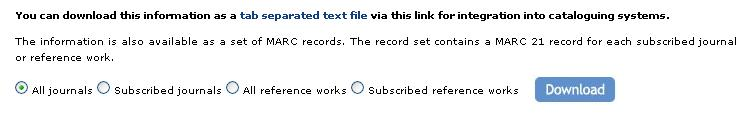 You can download this information as a tab separated text file via this link for integration into cataloguing systems.
The information is also available as a set of MARC records. The record set contains a MARC 21 record for each subscribed journal
or reference work.
All journals Subscribed journals All reference works Subscribed reference works Download